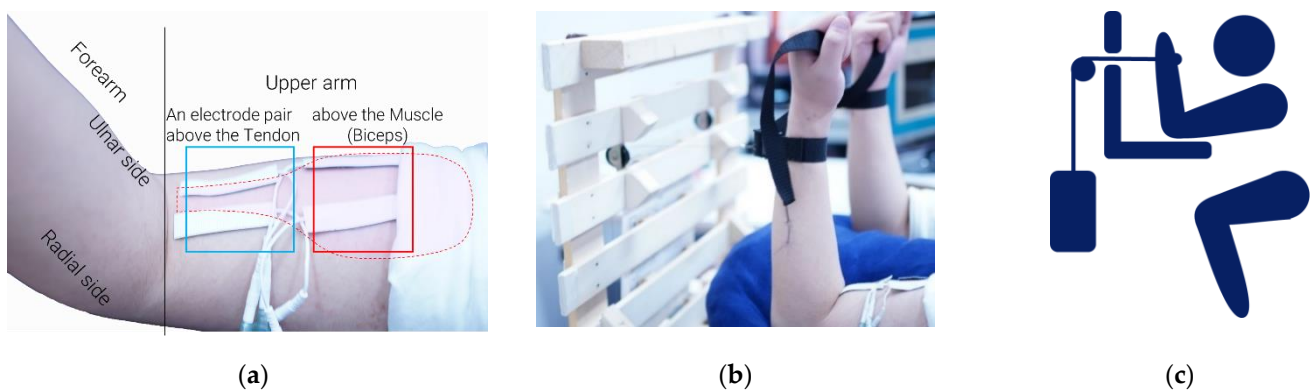 Forearm
Ulnar side
Radial side
Upper arm
An electrode pair
above the Tendon
above the Muscle
(Biceps)
(a)
(b)
(c)